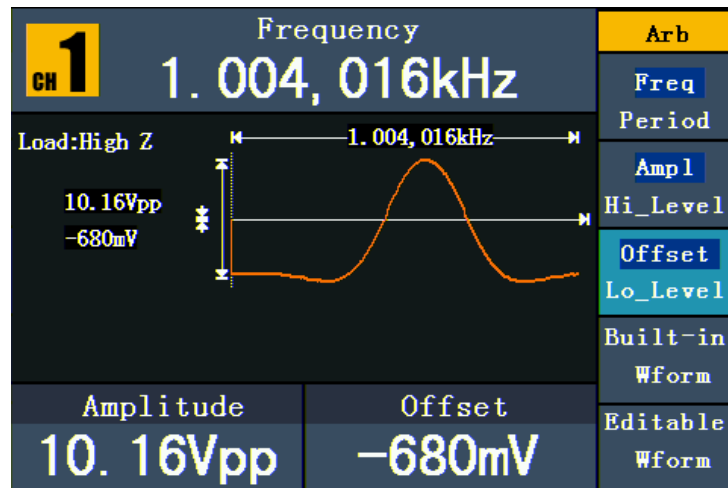 CH 1
Frequency
1. 004, 016kHz
Load:High Z
1. 004, 016kHz
10. 16Vpp
-680mV
Amplitude
10. 16Vpp
Offset
-680mV
Arb
Freq
Period
Ampl
Hi_Level
Offset
Lo_Level
Built-in
Wform
Editable
Wform